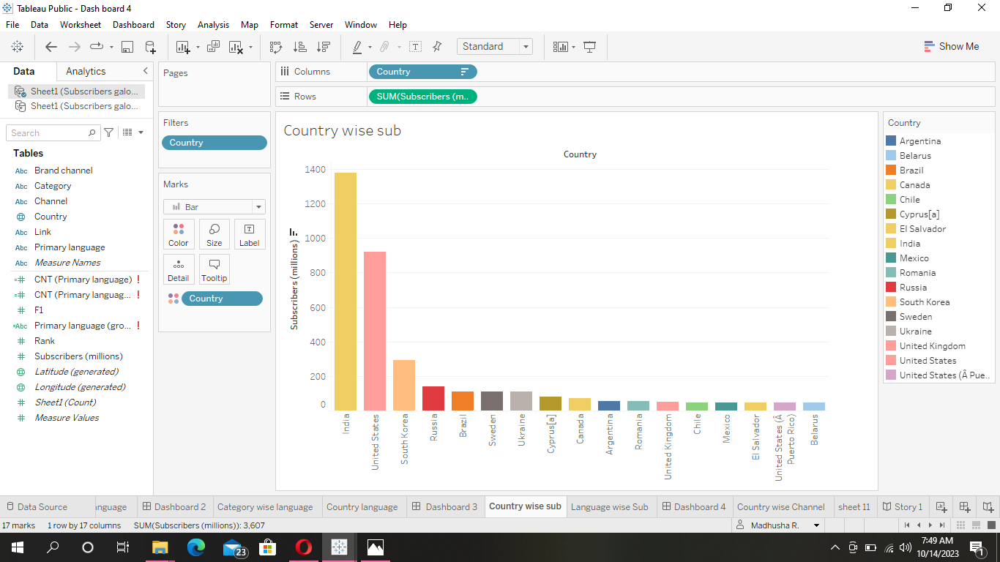 Tableau Public - Dash board 4
File Data Worksheet Dashboard Story Analysis Map Format Server Window Help
Standard
Show Me
Data Analytics
Sheet1 (Subscribers galo...
Sheet1 (Subscribers galo...
Search
Tables
Abc Brand channel
Abc Category
Abc Channel
Country
Abc Link
Abc Primary language
Abc Measure Names
=# CNT (Primary language) !
=# CNT (Primary languag... !
# F1
=Abc Primary language (gro... !
# Rank
# Subscribers (millions)
Latitude (generated)
Longitude (generated)
# Sheet1 (Count)
# Measure Values
Pages
Filters
Country
Marks
Bar
Color Size Label
Detail Tooltip
Country
Columns Country
Rows SUM(Subscribers (m..
Country wise sub
Country
Subscribers (millions)
1400
1200
1000
800
600
400
200
0
India
United States
South Korea
Russia
Brazil
Sweden
Ukraine
Cyprus[a]
Canada
Argentina
Romania
United Kingdom
Chile
Mexico
El Salvador
United States (Â
Puerto Rico)
Belarus
Country
Argentina
Belarus
Brazil
Canada
Chile
Cyprus[a]
El Salvador
India
Mexico
Romania
Russia
South Korea
Sweden
Ukraine
United Kingdom
United States
United States (Â Pue..
Data Source nguage Dashboard 2 Category wise language Country language Dashboard 3 Country wise sub Language wise Sub Dashboard 4 Country wise Channel sheet 11 Story 1
17 marks 1 row by 17 columns SUM(Subscribers (millions)): 3,607 Madhusha R.
23
7:49 AM
10/14/2023
1